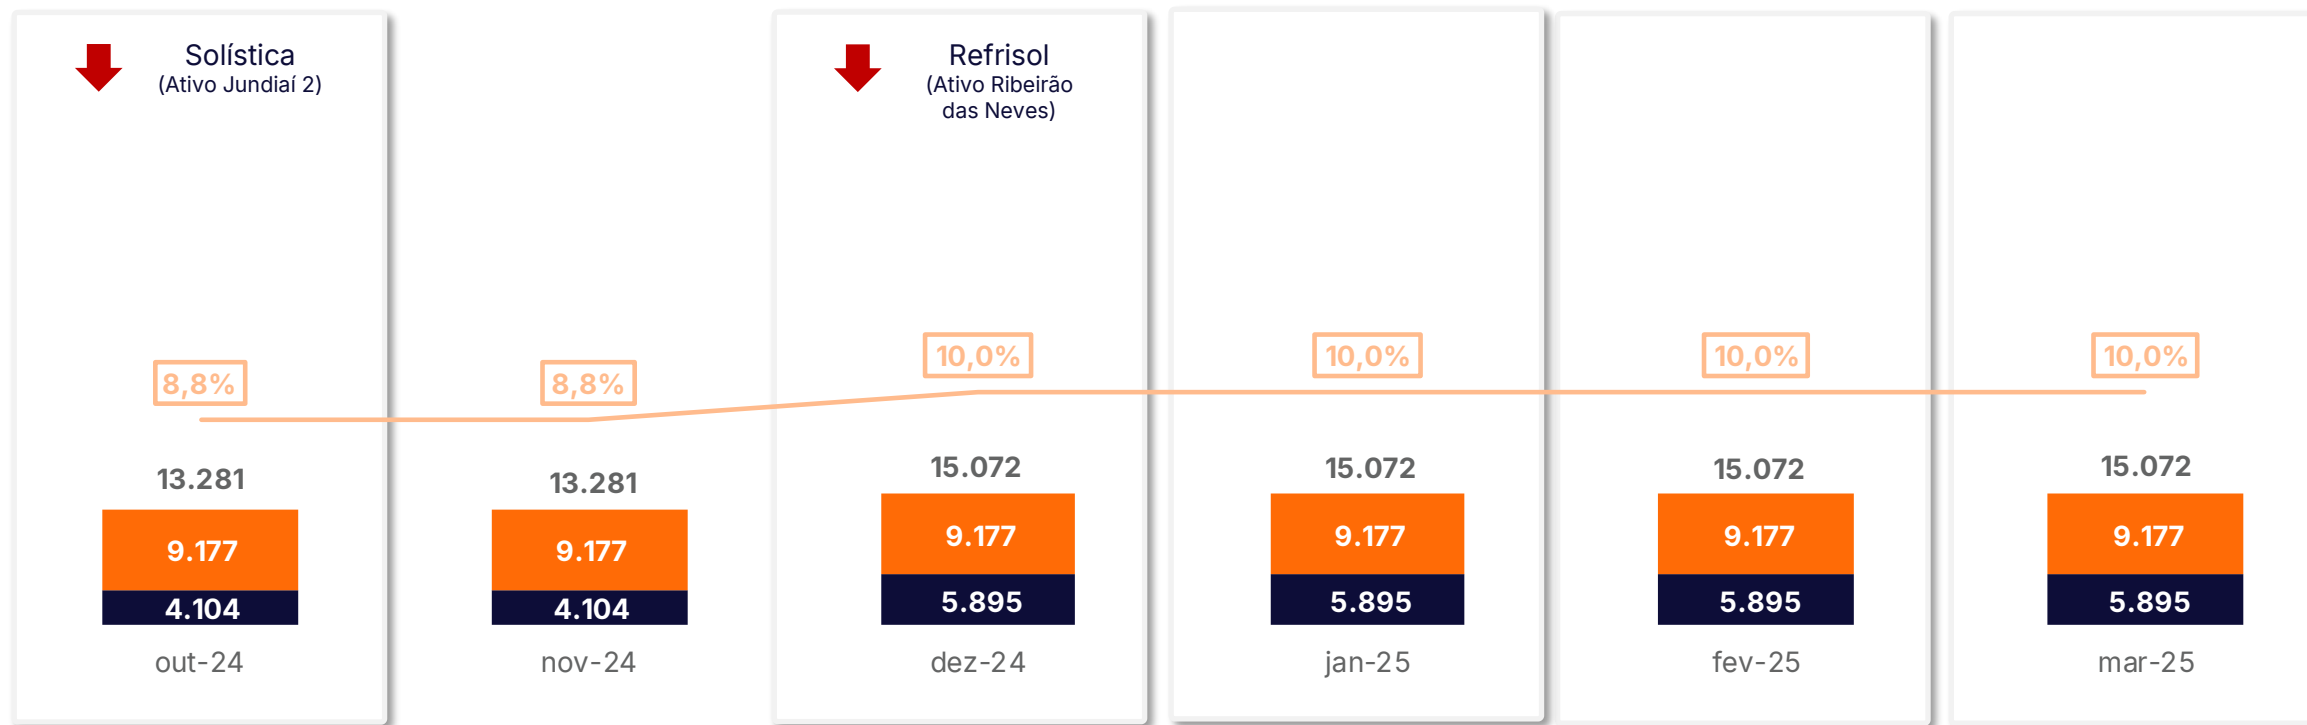 Solística
(Ativo Jundiaí 2)
Refrisol
(Ativo Ribeirão
das Neves)
8,8%
8,8%
10,0%
10,0%
10,0%
10,0%
13.281
13.281
15.072
15.072
15.072
15.072
9.177
9.177
9.177
9.177
9.177
9.177
4.104
4.104
5.895
5.895
5.895
5.895
out-24
nov-24
dez-24
jan-25
fev-25
mar-25